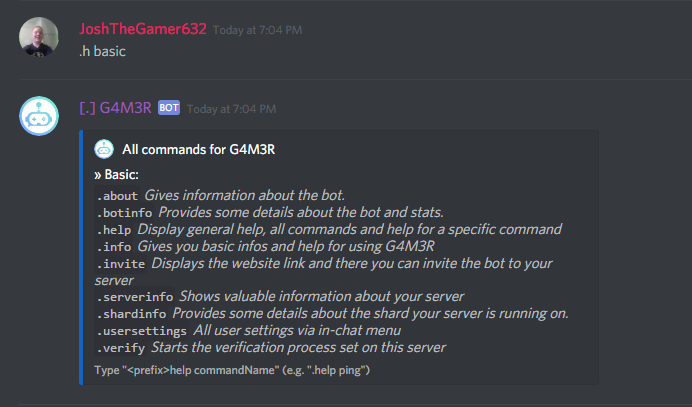 JoshTheGamer632 Today at 7:04 PM
.h basic
[.] G4M3R BOT Today at 7:04 PM
All commands for G4M3R
» Basic:
.about Gives information about the bot.
.botinfo Provides some details about the bot and stats.
.help Display general help, all commands and help for a specific command
.info Gives you basic infos and help for using G4M3R
.invite Displays the website link and there you can invite the bot to your
server
.serverinfo Shows valuable information about your server
.shardinfo Provides some details about the shard your server is running on.
.usersettings All user settings via in-chat menu
.verify Starts the verification process set on this server
Type "<prefix>help commandName" (e.g. ".help ping")